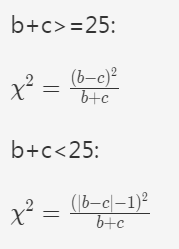 b+c>=25:
χ² = (b−c)²/b+c
b+c<25:
χ² = (|b−c|−1)²/b+c